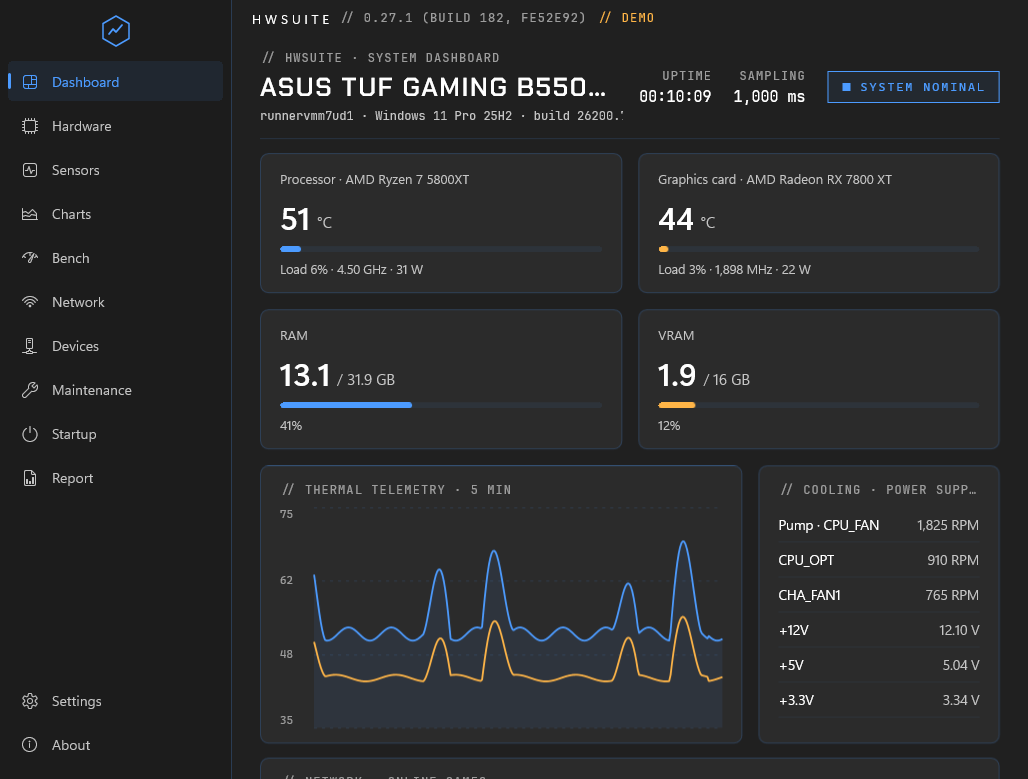 HWSUITE // 0.27.1 (BUILD 182, FE52E92) // DEMO
Dashboard
Hardware
Sensors
Charts
Bench
Network
Devices
Maintenance
Startup
Report
Settings
About
// HWSUITE · SYSTEM DASHBOARD
ASUS TUF GAMING B550…
runnervmm7ud1 · Windows 11 Pro 25H2 · build 26200.
UPTIME
00:10:09
SAMPLING
1,000 ms
SYSTEM NOMINAL
Processor · AMD Ryzen 7 5800XT
51 °C
Load 6% · 4.50 GHz · 31 W
Graphics card · AMD Radeon RX 7800 XT
44 °C
Load 3% · 1,898 MHz · 22 W
RAM
13.1 / 31.9 GB
41%
VRAM
1.9 / 16 GB
12%
// THERMAL TELEMETRY · 5 MIN
75
62
48
35
// COOLING · POWER SUPP…
Pump · CPU_FAN 1,825 RPM
CPU_OPT 910 RPM
CHA_FAN1 765 RPM
+12V 12.10 V
+5V 5.04 V
+3.3V 3.34 V
// NETWORK · ONLINE GAMES